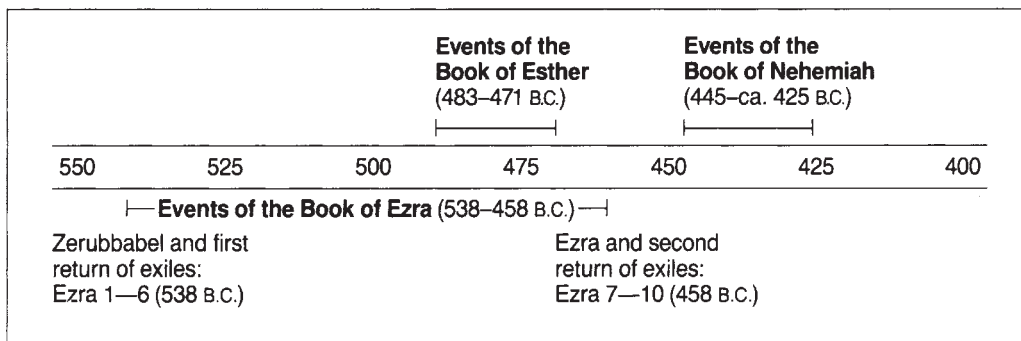 Events of the
Book of Esther
(483–471 B.C.)
Events of the
Book of Nehemiah
(445–ca. 425 B.C.)
550 525 500 475 450 425 400
Events of the Book of Ezra (538–458 B.C.)
Zerubbabel and first
return of exiles:
Ezra 1—6 (538 B.C.)
Ezra and second
return of exiles:
Ezra 7—10 (458 B.C.)